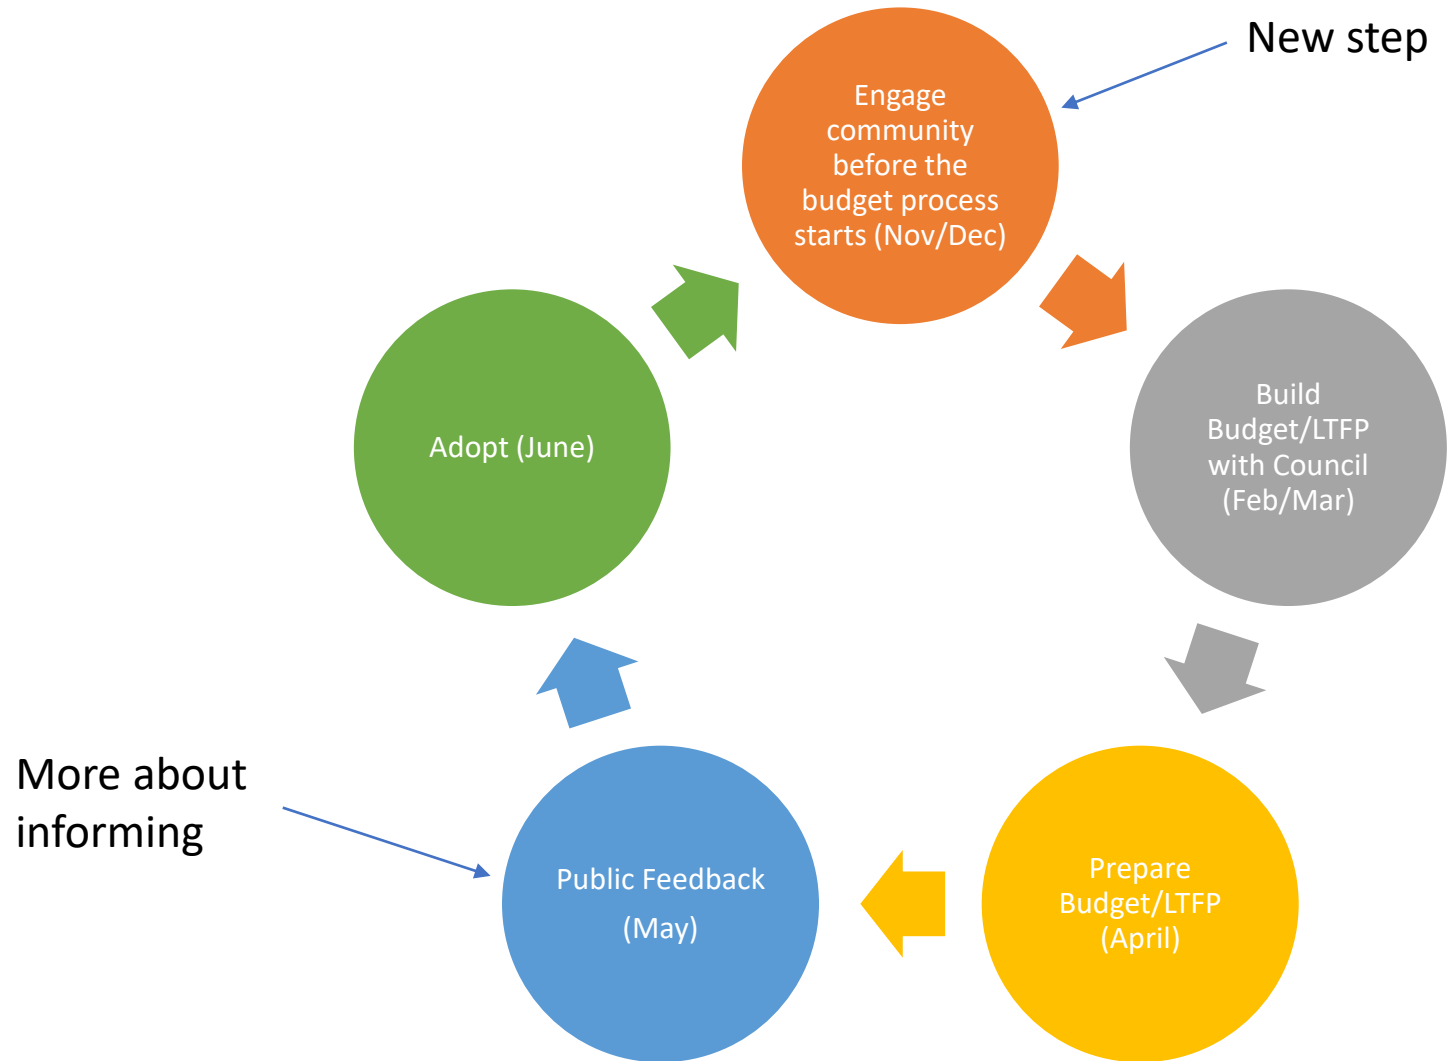 New step
Engage
community
before the
budget process
starts (Nov/Dec)
Build
Budget/LTFP
with Council
(Feb/Mar)
Prepare
Budget/LTFP
(April)
Public Feedback
(May)
More about
informing
Adopt (June)